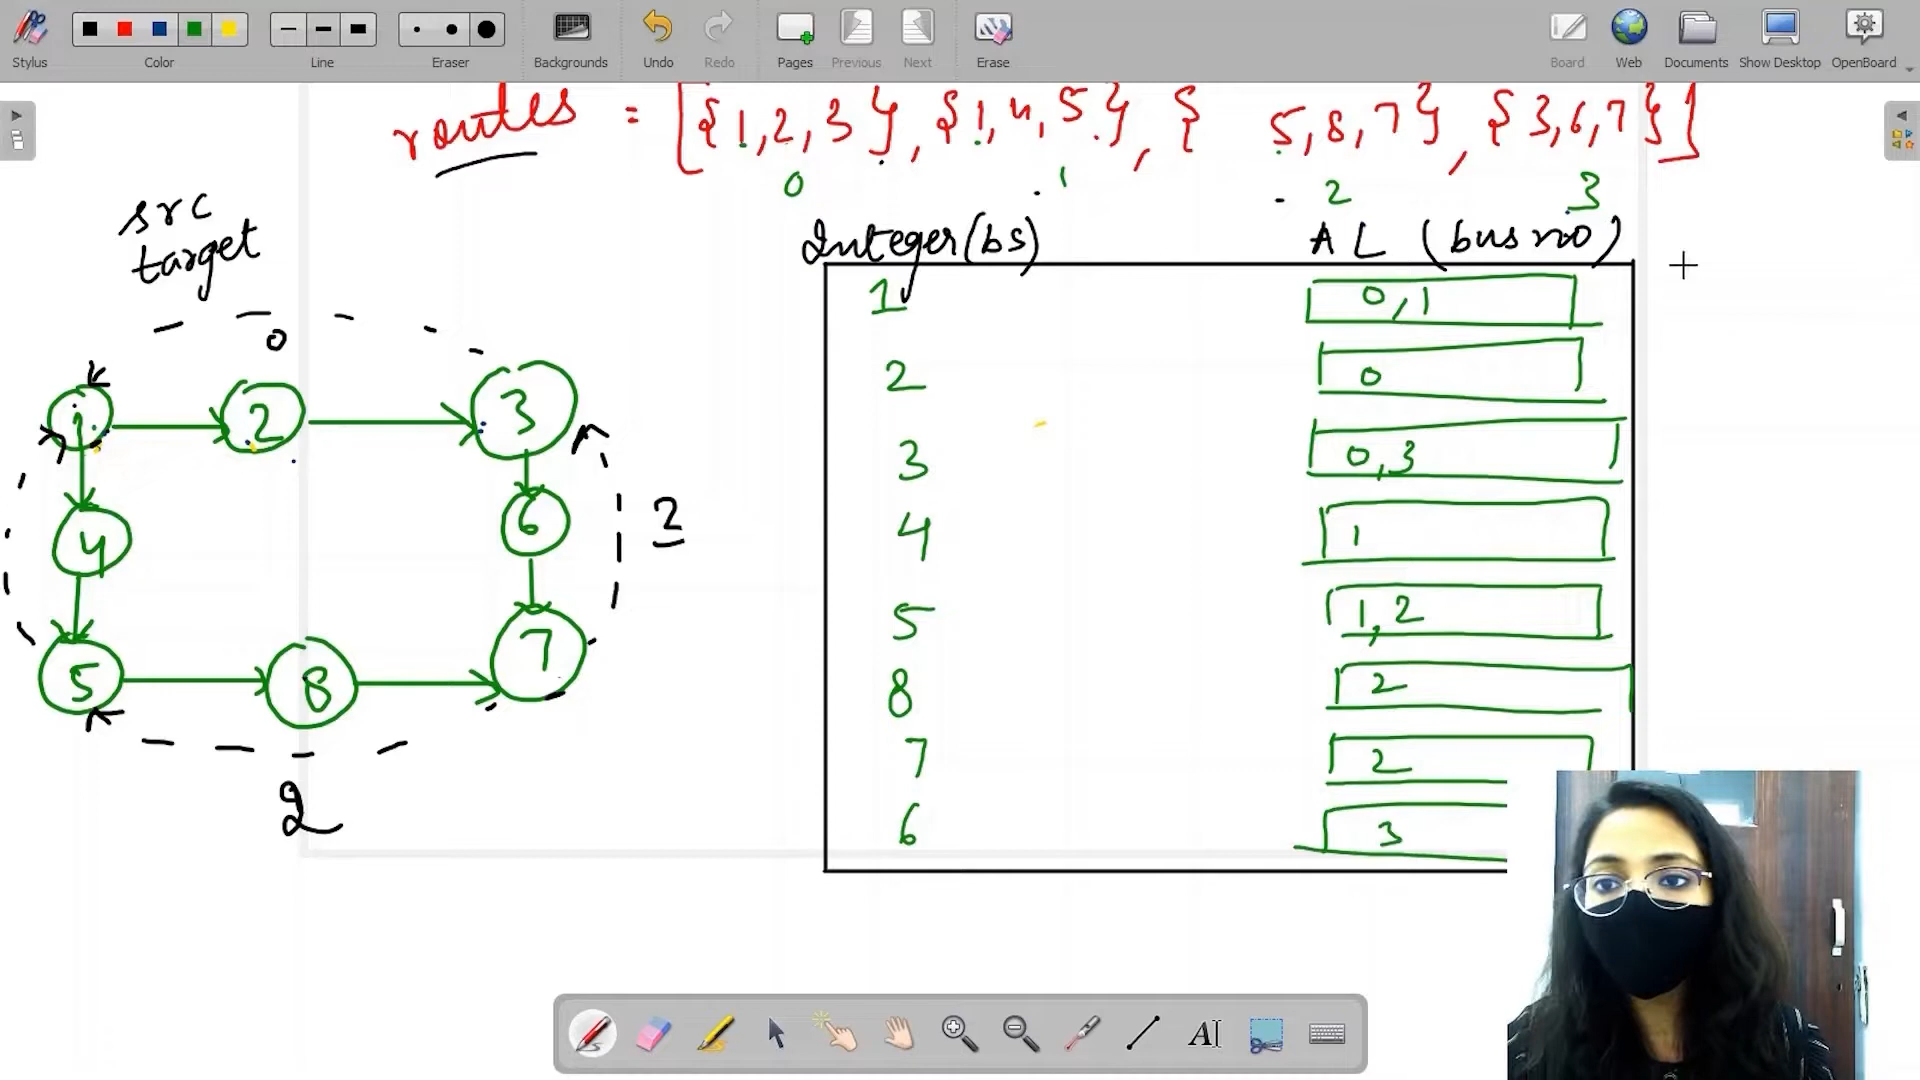 Stylus Color Line Eraser Backgrounds Undo Redo Pages Previous Next Erase Board Web Documents Show Desktop OpenBoard
routes = [{1,2,3}, {1,4,5}, { 5,8,7}, {3,6,7}]
0 1 2 3
src
target
Integer(bs) AL (bus no)
1 0,1
2 0
3 0,3
4 1
5 1,2
8 2
7 2
6 3
0
1 2 3
4 6 2
5 8 7
2
AI